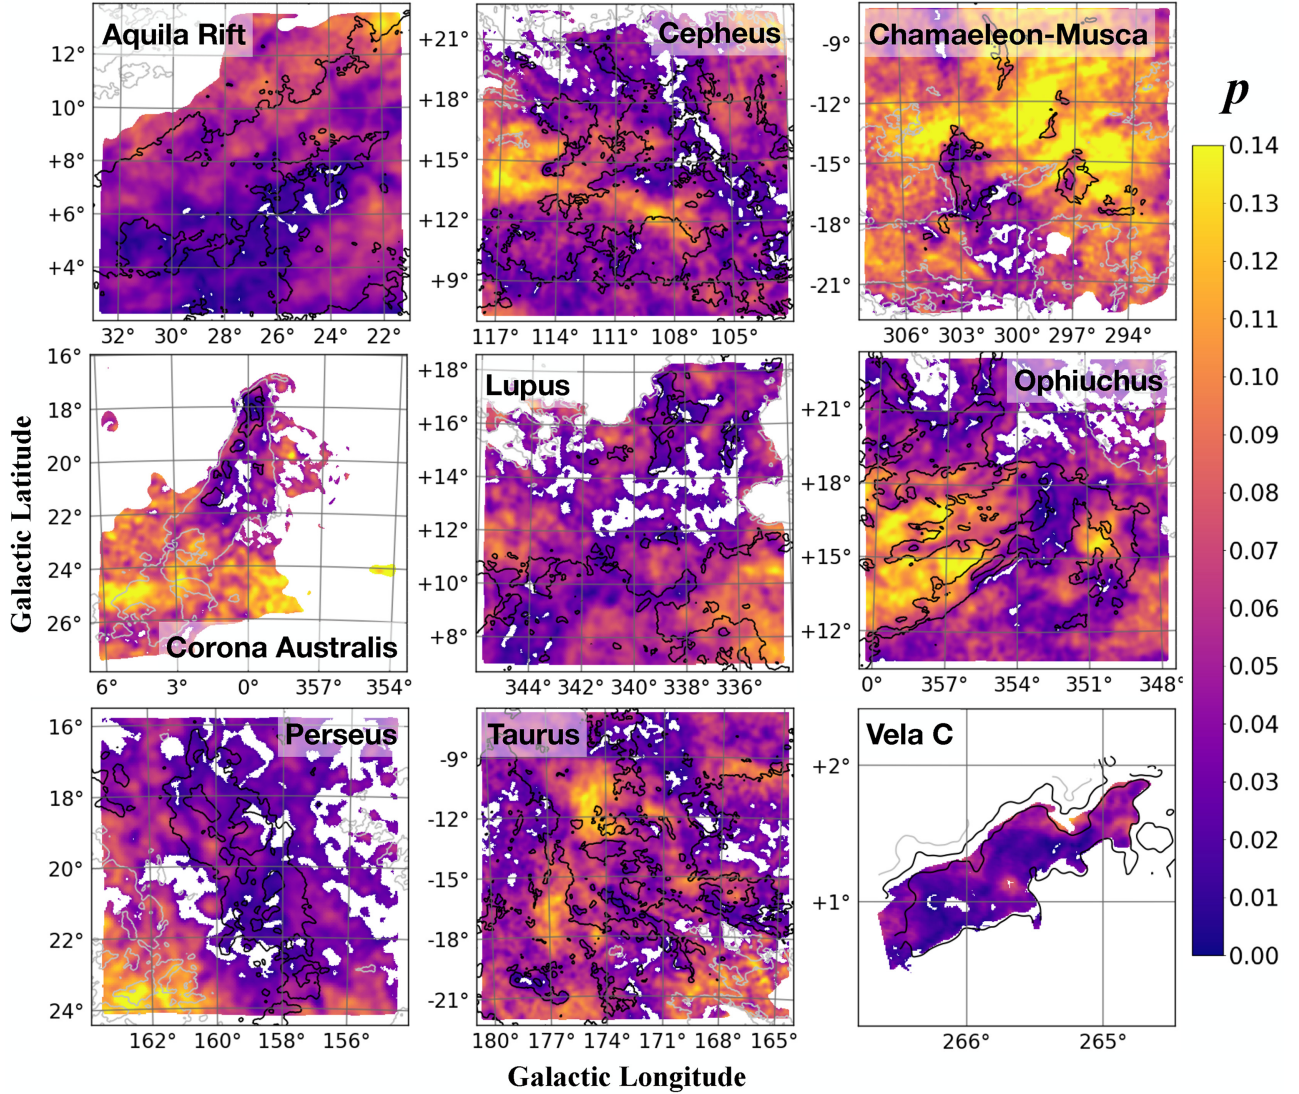 Aquila Rift
12°
10°
+8°
+6°
+4°
32 30 28 26 24 22
Cepheus
+21°
+18°
+15°
+12°
+9°
117 114 111 108 105
Chamaeleon-Musca
-9°
-12°
-15°
-18°
-21°
306 303 300 297 294
p
0.14
0.13
0.12
0.11
0.10
0.09
0.08
0.07
0.06
0.05
0.04
0.03
0.02
0.01
0.00
Galactic Latitude
16°
18°
20°
22°
24°
26°
Corona Australis
6° 3° 0° 357° 354°
Lupus
+18°
+16°
+14°
+12°
+10°
+8°
344 342 340 338 336
Ophiuchus
+21°
+18°
+15°
+12°
0° 357° 354° 351° 348°
Perseus
16°
18°
20°
22°
24°
162° 160° 158° 156°
Taurus
-9°
-12°
-15°
-18°
-21°
180° 177° 174° 171° 168° 165°
Vela C
+2°
+1°
266° 265°
Galactic Longitude